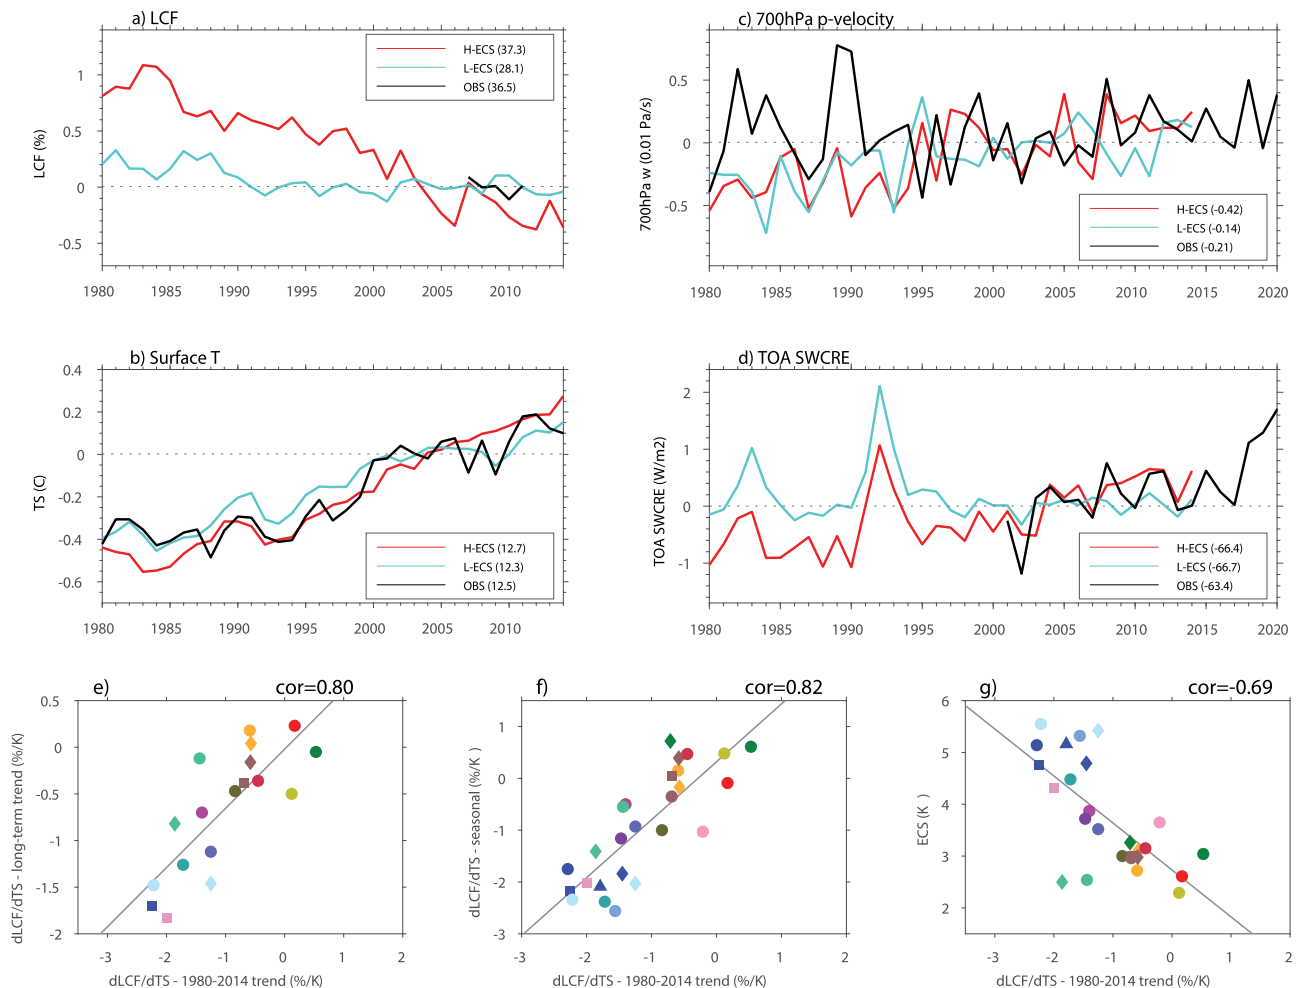 a) LCF
H-ECS (37.3)
L-ECS (28.1)
OBS (36.5)
1
0.5
0
-0.5
LCF (%)
1980 1985 1990 1995 2000 2005 2010
c) 700hPa p-velocity
0.5
0
-0.5
700hPa w (0.01 Pa/s)
H-ECS (-0.42)
L-ECS (-0.14)
OBS (-0.21)
1980 1985 1990 1995 2000 2005 2010 2015 2020
b) Surface T
0.4
0.2
0
-0.2
-0.4
-0.6
TS (C)
H-ECS (12.7)
L-ECS (12.3)
OBS (12.5)
1980 1985 1990 1995 2000 2005 2010
d) TOA SWCRE
2
1
0
-1
TOA SWCRE (W/m2)
H-ECS (-66.4)
L-ECS (-66.7)
OBS (-63.4)
1980 1985 1990 1995 2000 2005 2010 2015 2020
e) cor=0.80
0.5
0
-0.5
-1
-1.5
-2
dLCF/dTS - long-term trend (%/K)
-3 -2 -1 0 1 2
dLCF/dTS - 1980-2014 trend (%/K)
f) cor=0.82
1
0
-1
-2
-3
dLCF/dTS - seasonal (%/K )
-3 -2 -1 0 1 2
dLCF/dTS - 1980-2014 trend (%/K)
g) cor=-0.69
6
5
4
3
2
ECS (K )
-3 -2 -1 0 1 2
dLCF/dTS - 1980-2014 trend (%/K)